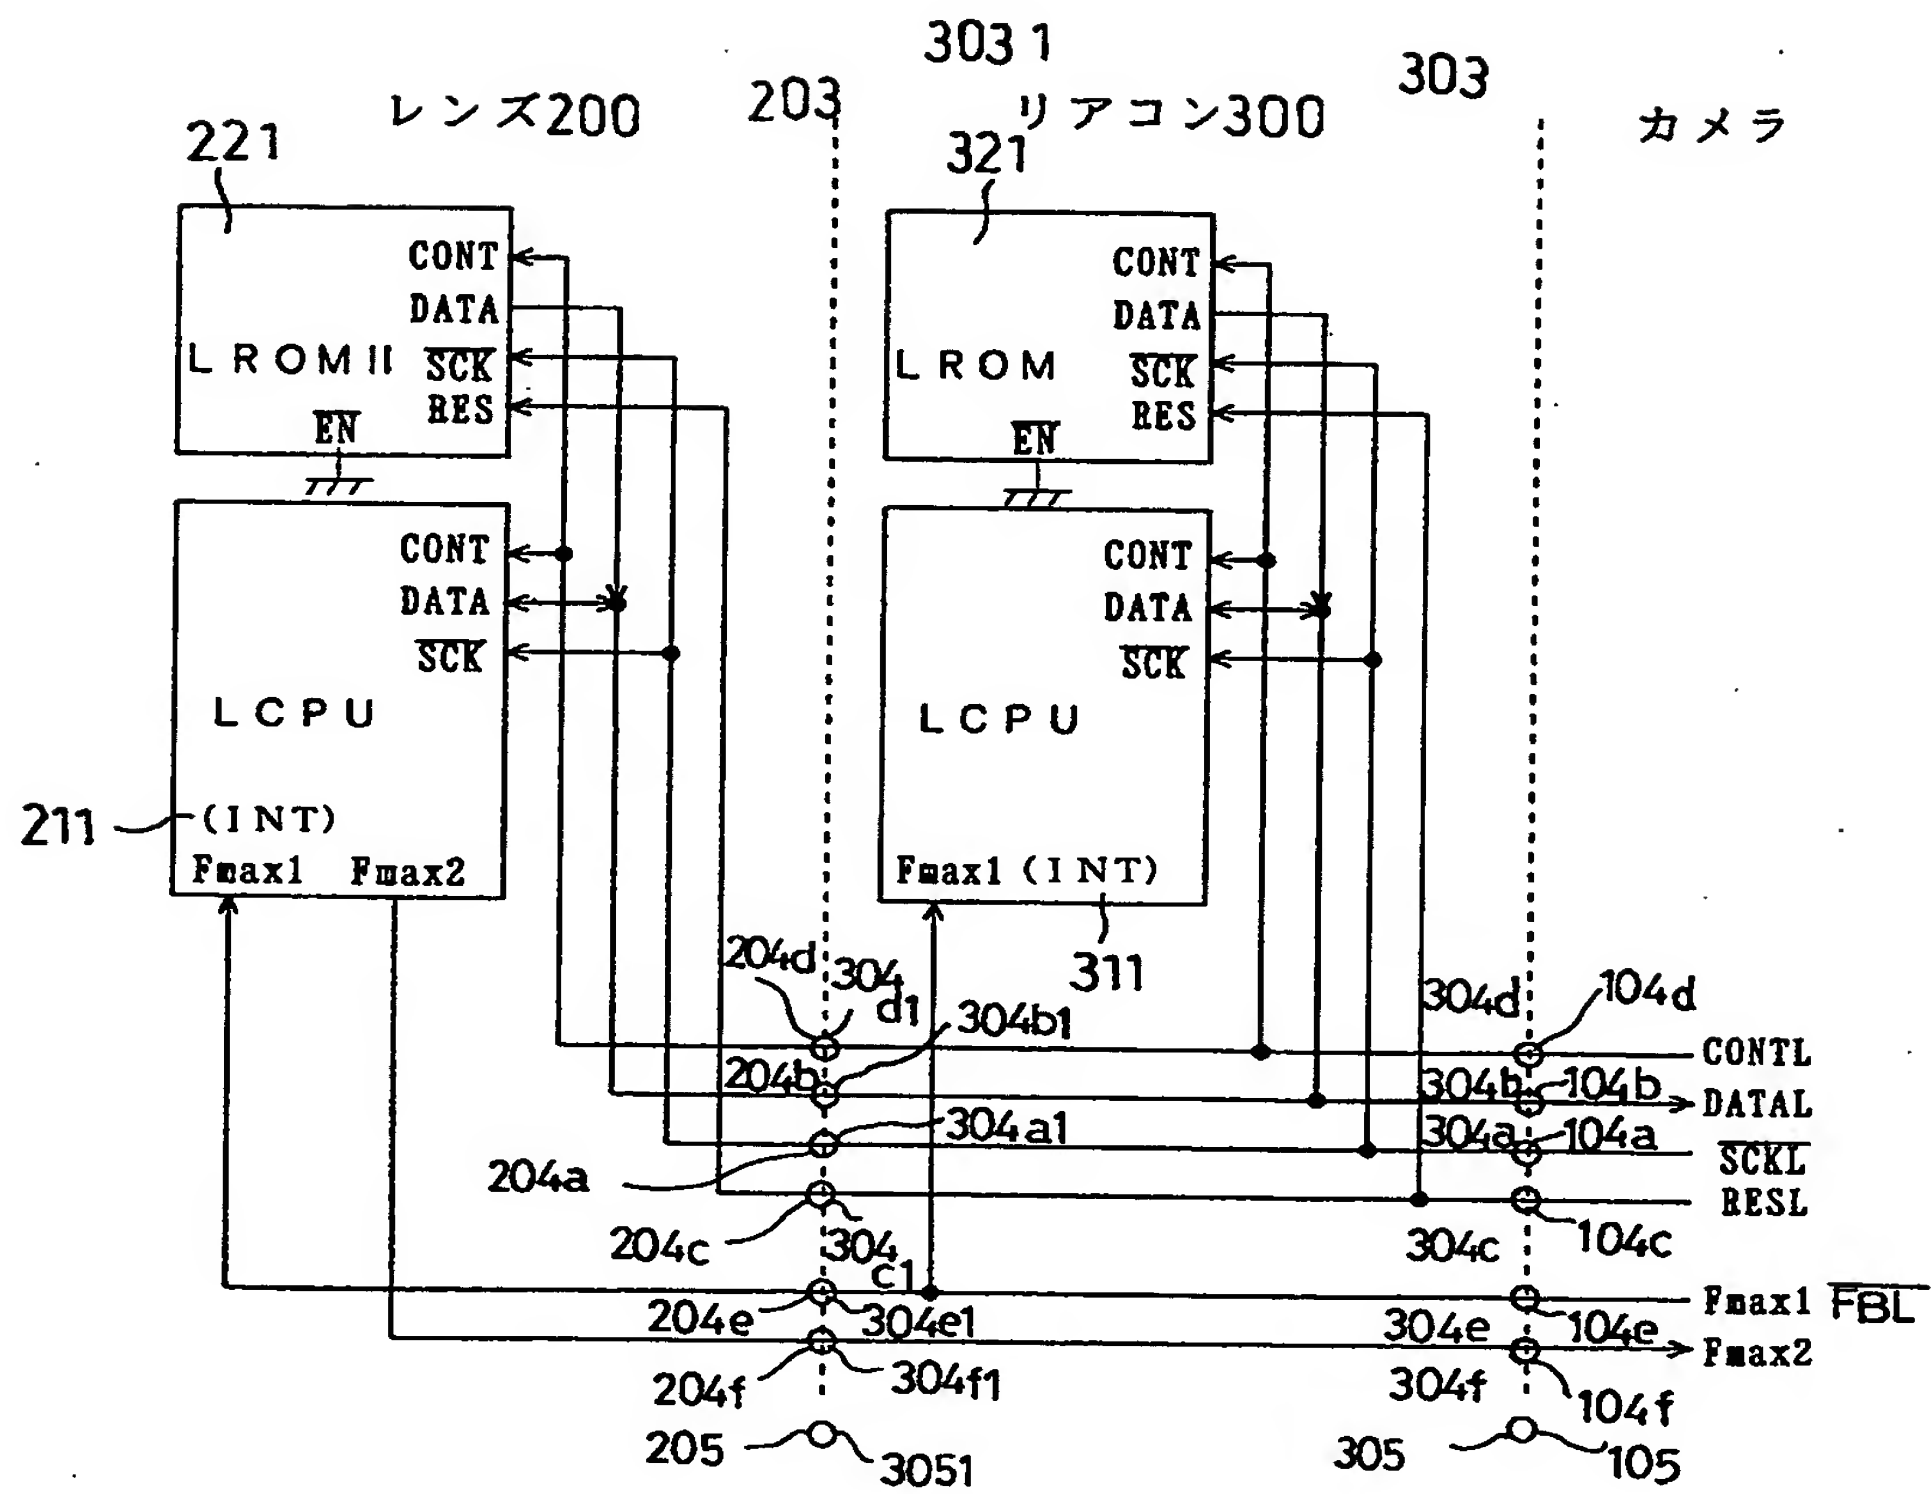 3031
303
203
レンズ200
リアコン300
カメラ
221
321
CONT
DATA
LROMII
SCK
RES
EN
CONT
DATA
LROM
SCK
RES
EN
CONT
DATA
SCK
LCPU
211
(INT)
Fmax1 Fmax2
CONT
DATA
SCK
LCPU
Fmax1 (INT)
311
204d
304
d1
304b1
304d
104d
CONTL
204b
304b
104b
DATAL
304a1
304a
104a
SCKL
204a
RESL
204c
304
c1
304c
104c
204e
304e1
304e
104e
Fmax1 FBL
Fmax2
204f
304f1
304f
104f
205
3051
305
105